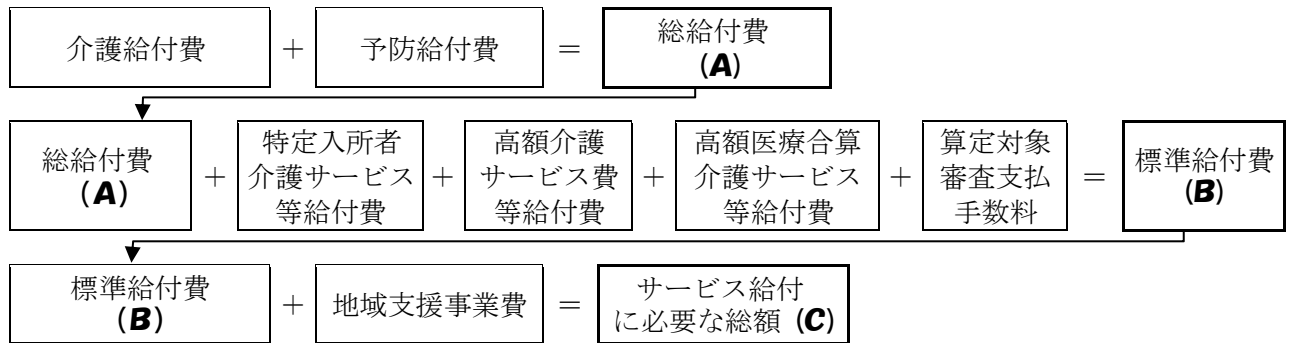 介護給付費 + 予防給付費 = 総給付費
(A)
総給付費
(A)
+
特定入所者
介護サービス
等給付費
+
高額介護
サービス費
等給付費
+
高額医療合算
介護サービス
等給付費
+
算定対象
審査支払
手数料
=
標準給付費
(B)
標準給付費
(B)
+
地域支援事業費
=
サービス給付
に必要な総額 (C)